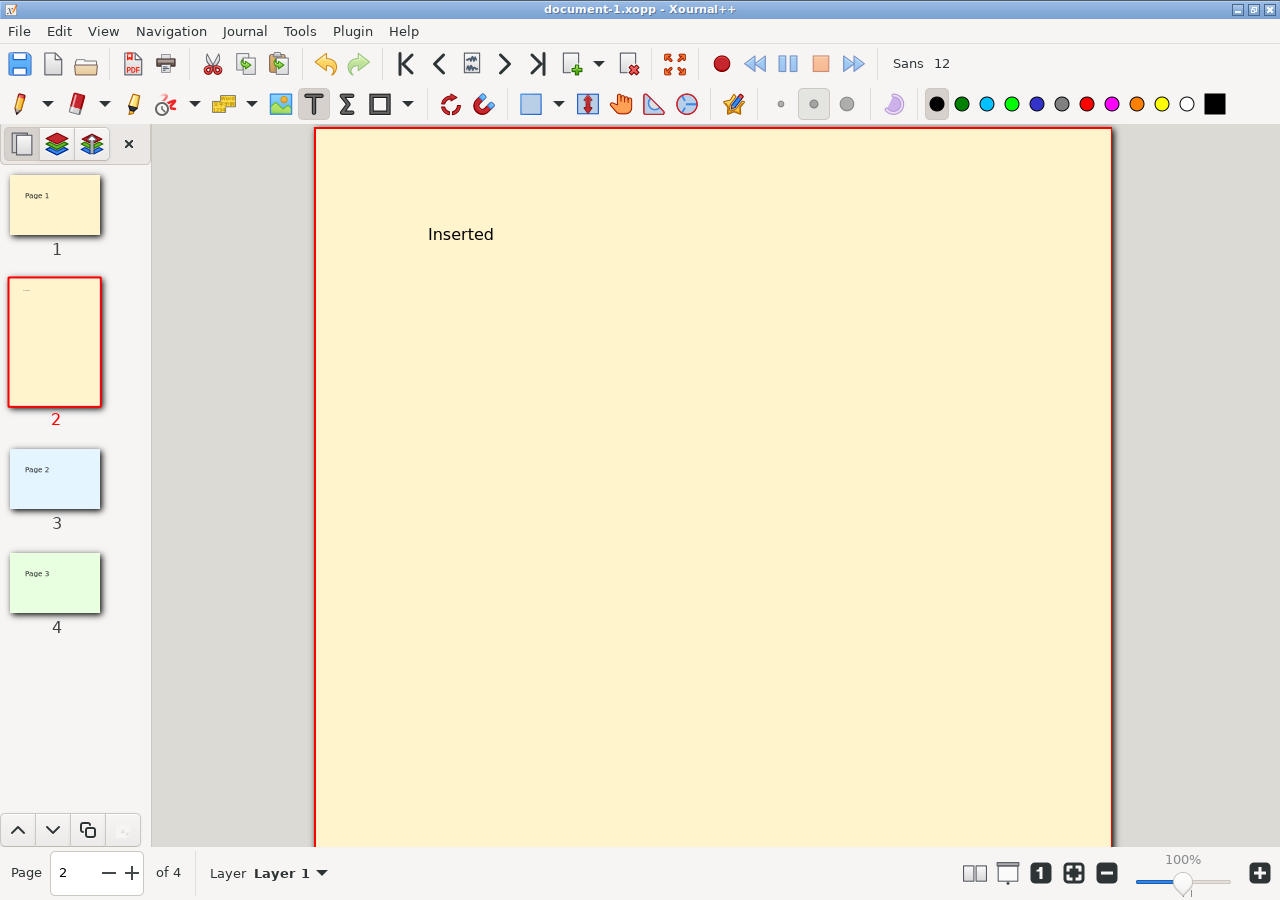 document-1.xopp - Xournal++
File Edit View Navigation Journal Tools Plugin Help
Sans 12
Page 1
1
2
Page 2
3
Page 3
4
Inserted
Page 2 of 4 Layer Layer 1
1
100%